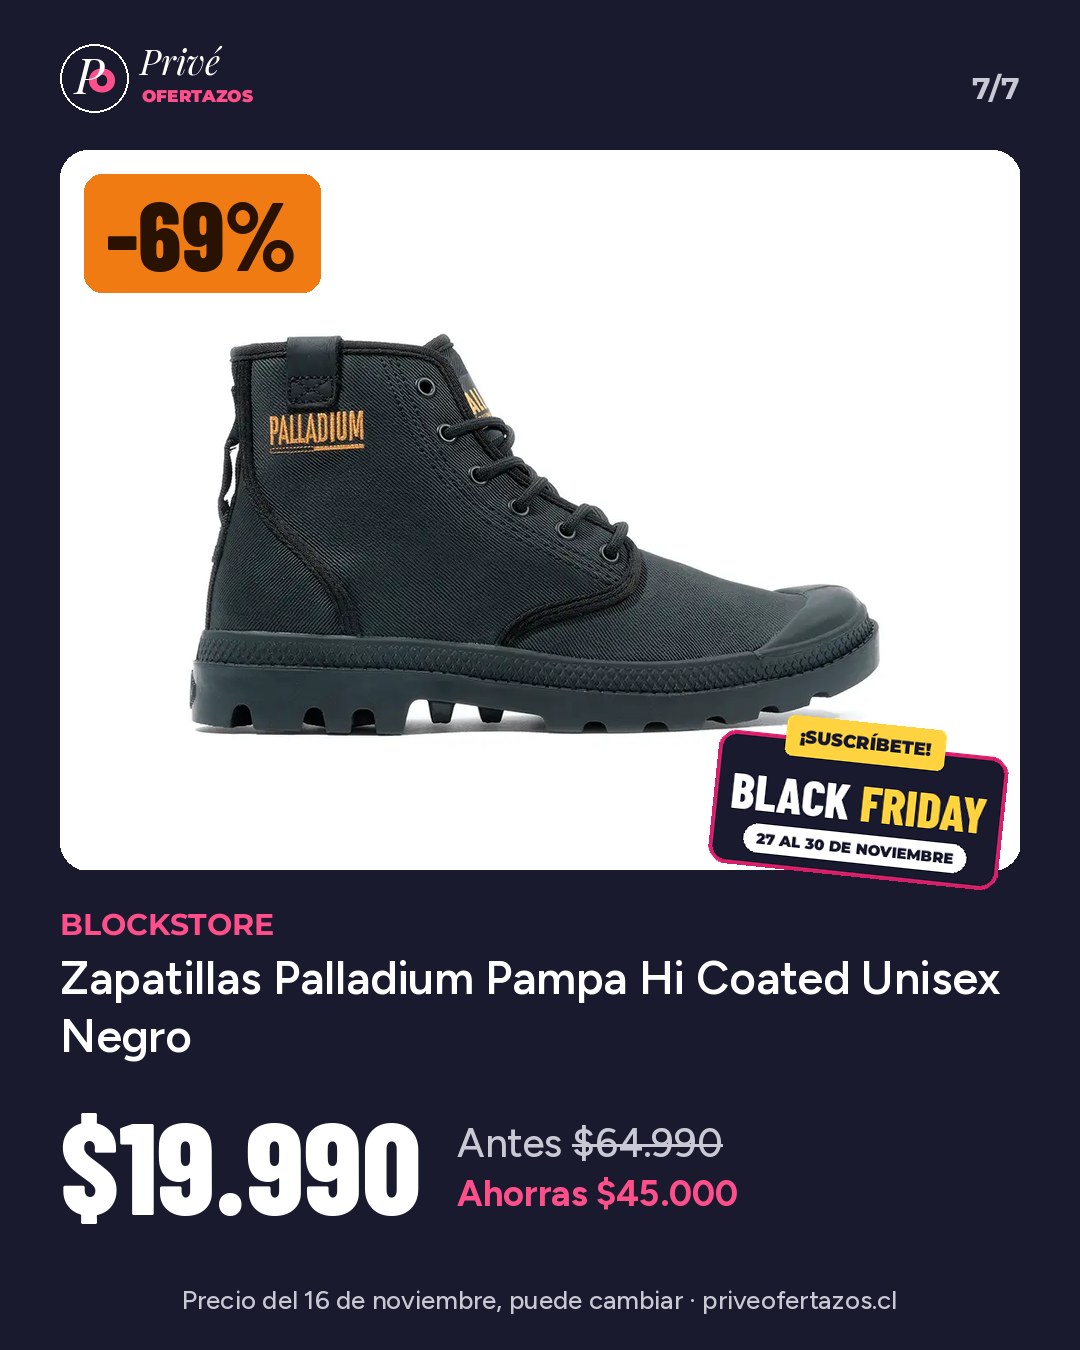 Privé
OFERTAZOS
7/7
-69%
PALLADIUM
¡SUSCRÍBETE!
BLACK FRIDAY
27 AL 30 DE NOVIEMBRE
BLOCKSTORE
Zapatillas Palladium Pampa Hi Coated Unisex
Negro
$19.990
Antes $64.990
Ahorras $45.000
Precio del 16 de noviembre, puede cambiar · priveofertazos.cl